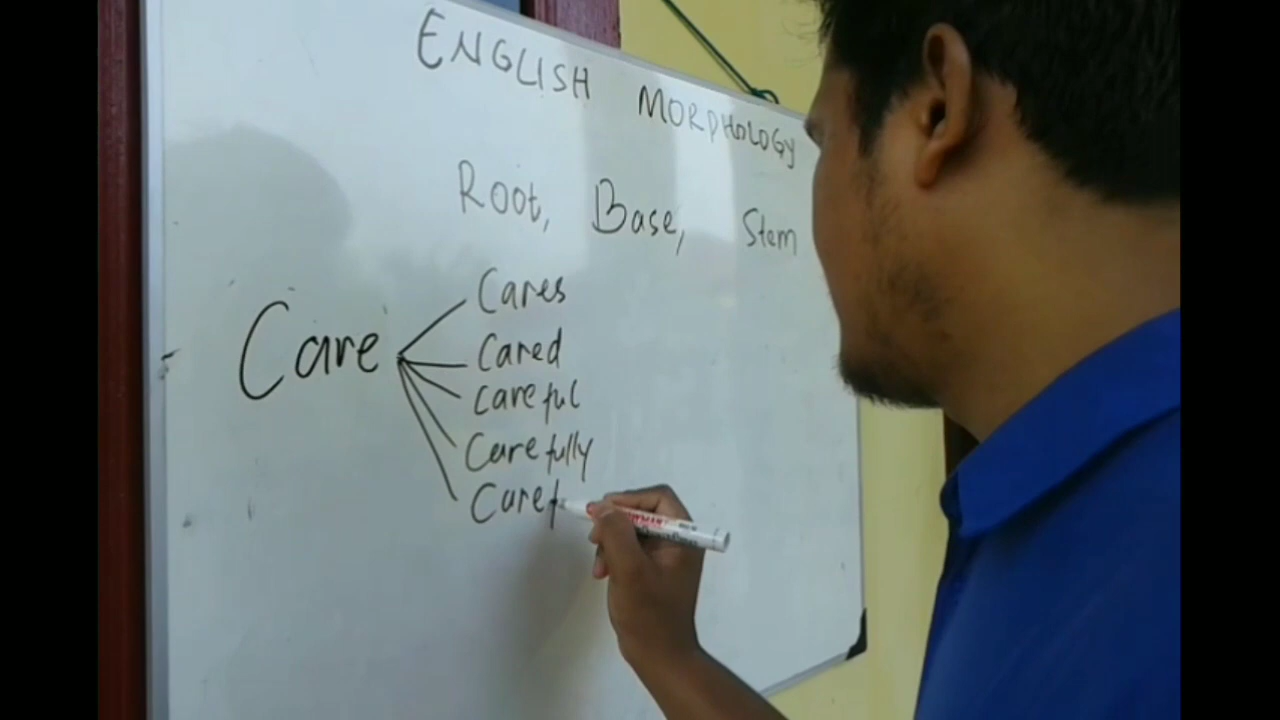 ENGLISH MORPHOLOGY
Root, Base, Stem
Care
Cares
Cared
Careful
Carefully
Caref